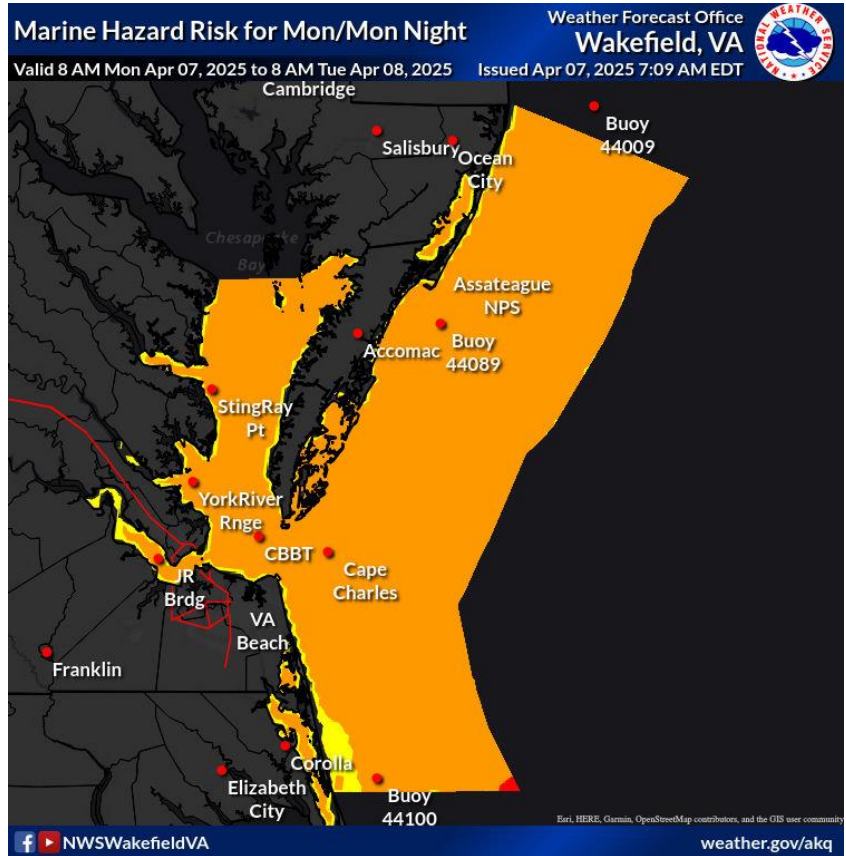 Marine Hazard Risk for Mon/Mon Night
Weather Forecast Office
Wakefield, VA
Valid 8 AM Mon Apr 07, 2025 to 8 AM Tue Apr 08, 2025
Issued Apr 07, 2025 7:09 AM EDT
NATIONAL WEATHER SERVICE
Cambridge
Buoy
44009
Salisbury
Ocean
City
Chesapeake
Bay
Assateague
NPS
Accomac
Buoy
44089
StingRay
Pt
YorkRiver
Rnge
CBBT
Cape
Charles
JR
Brdg
VA
Beach
Franklin
Corolla
Elizabeth
City
Buoy
44100
Esri, HERE, Garmin, OpenStreetMap contributors, and the GIS user community
NWSWakefieldVA
weather.gov/akq